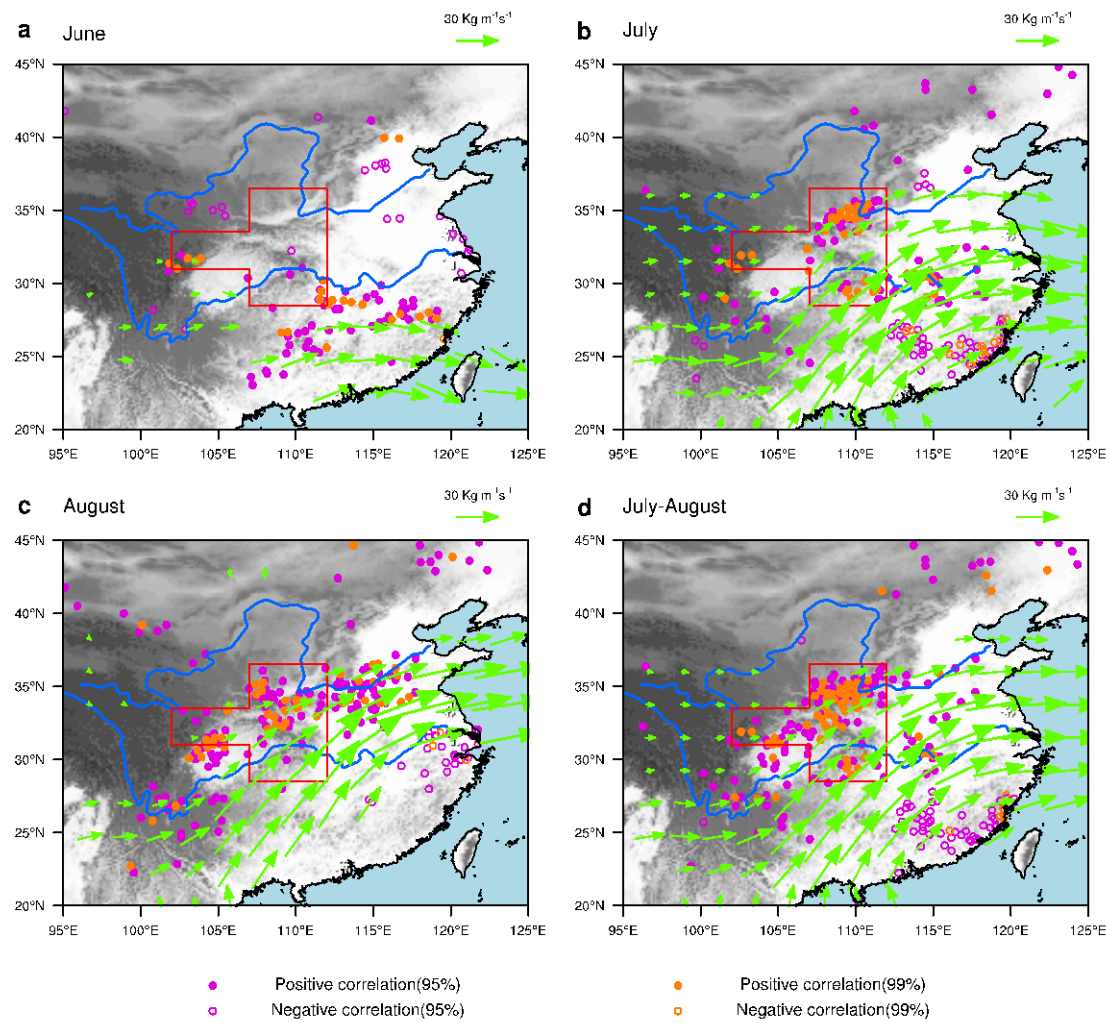 30 Kg m⁻¹s⁻¹
a June
45°N
40°N
35°N
30°N
25°N
20°N
95°E 100°E 105°E 110°E 115°E 120°E 125°E
30 Kg m⁻¹s⁻¹
b July
45°N
40°N
35°N
30°N
25°N
20°N
95°E 100°E 105°E 110°E 115°E 120°E 125°E
30 Kg m⁻¹s⁻¹
c August
45°N
40°N
35°N
30°N
25°N
20°N
95°E 100°E 105°E 110°E 115°E 120°E 125°E
30 Kg m⁻¹s⁻¹
d July-August
45°N
40°N
35°N
30°N
25°N
20°N
95°E 100°E 105°E 110°E 115°E 120°E 125°E
Positive correlation(95%) Positive correlation(99%)
Negative correlation(95%) Negative correlation(99%)